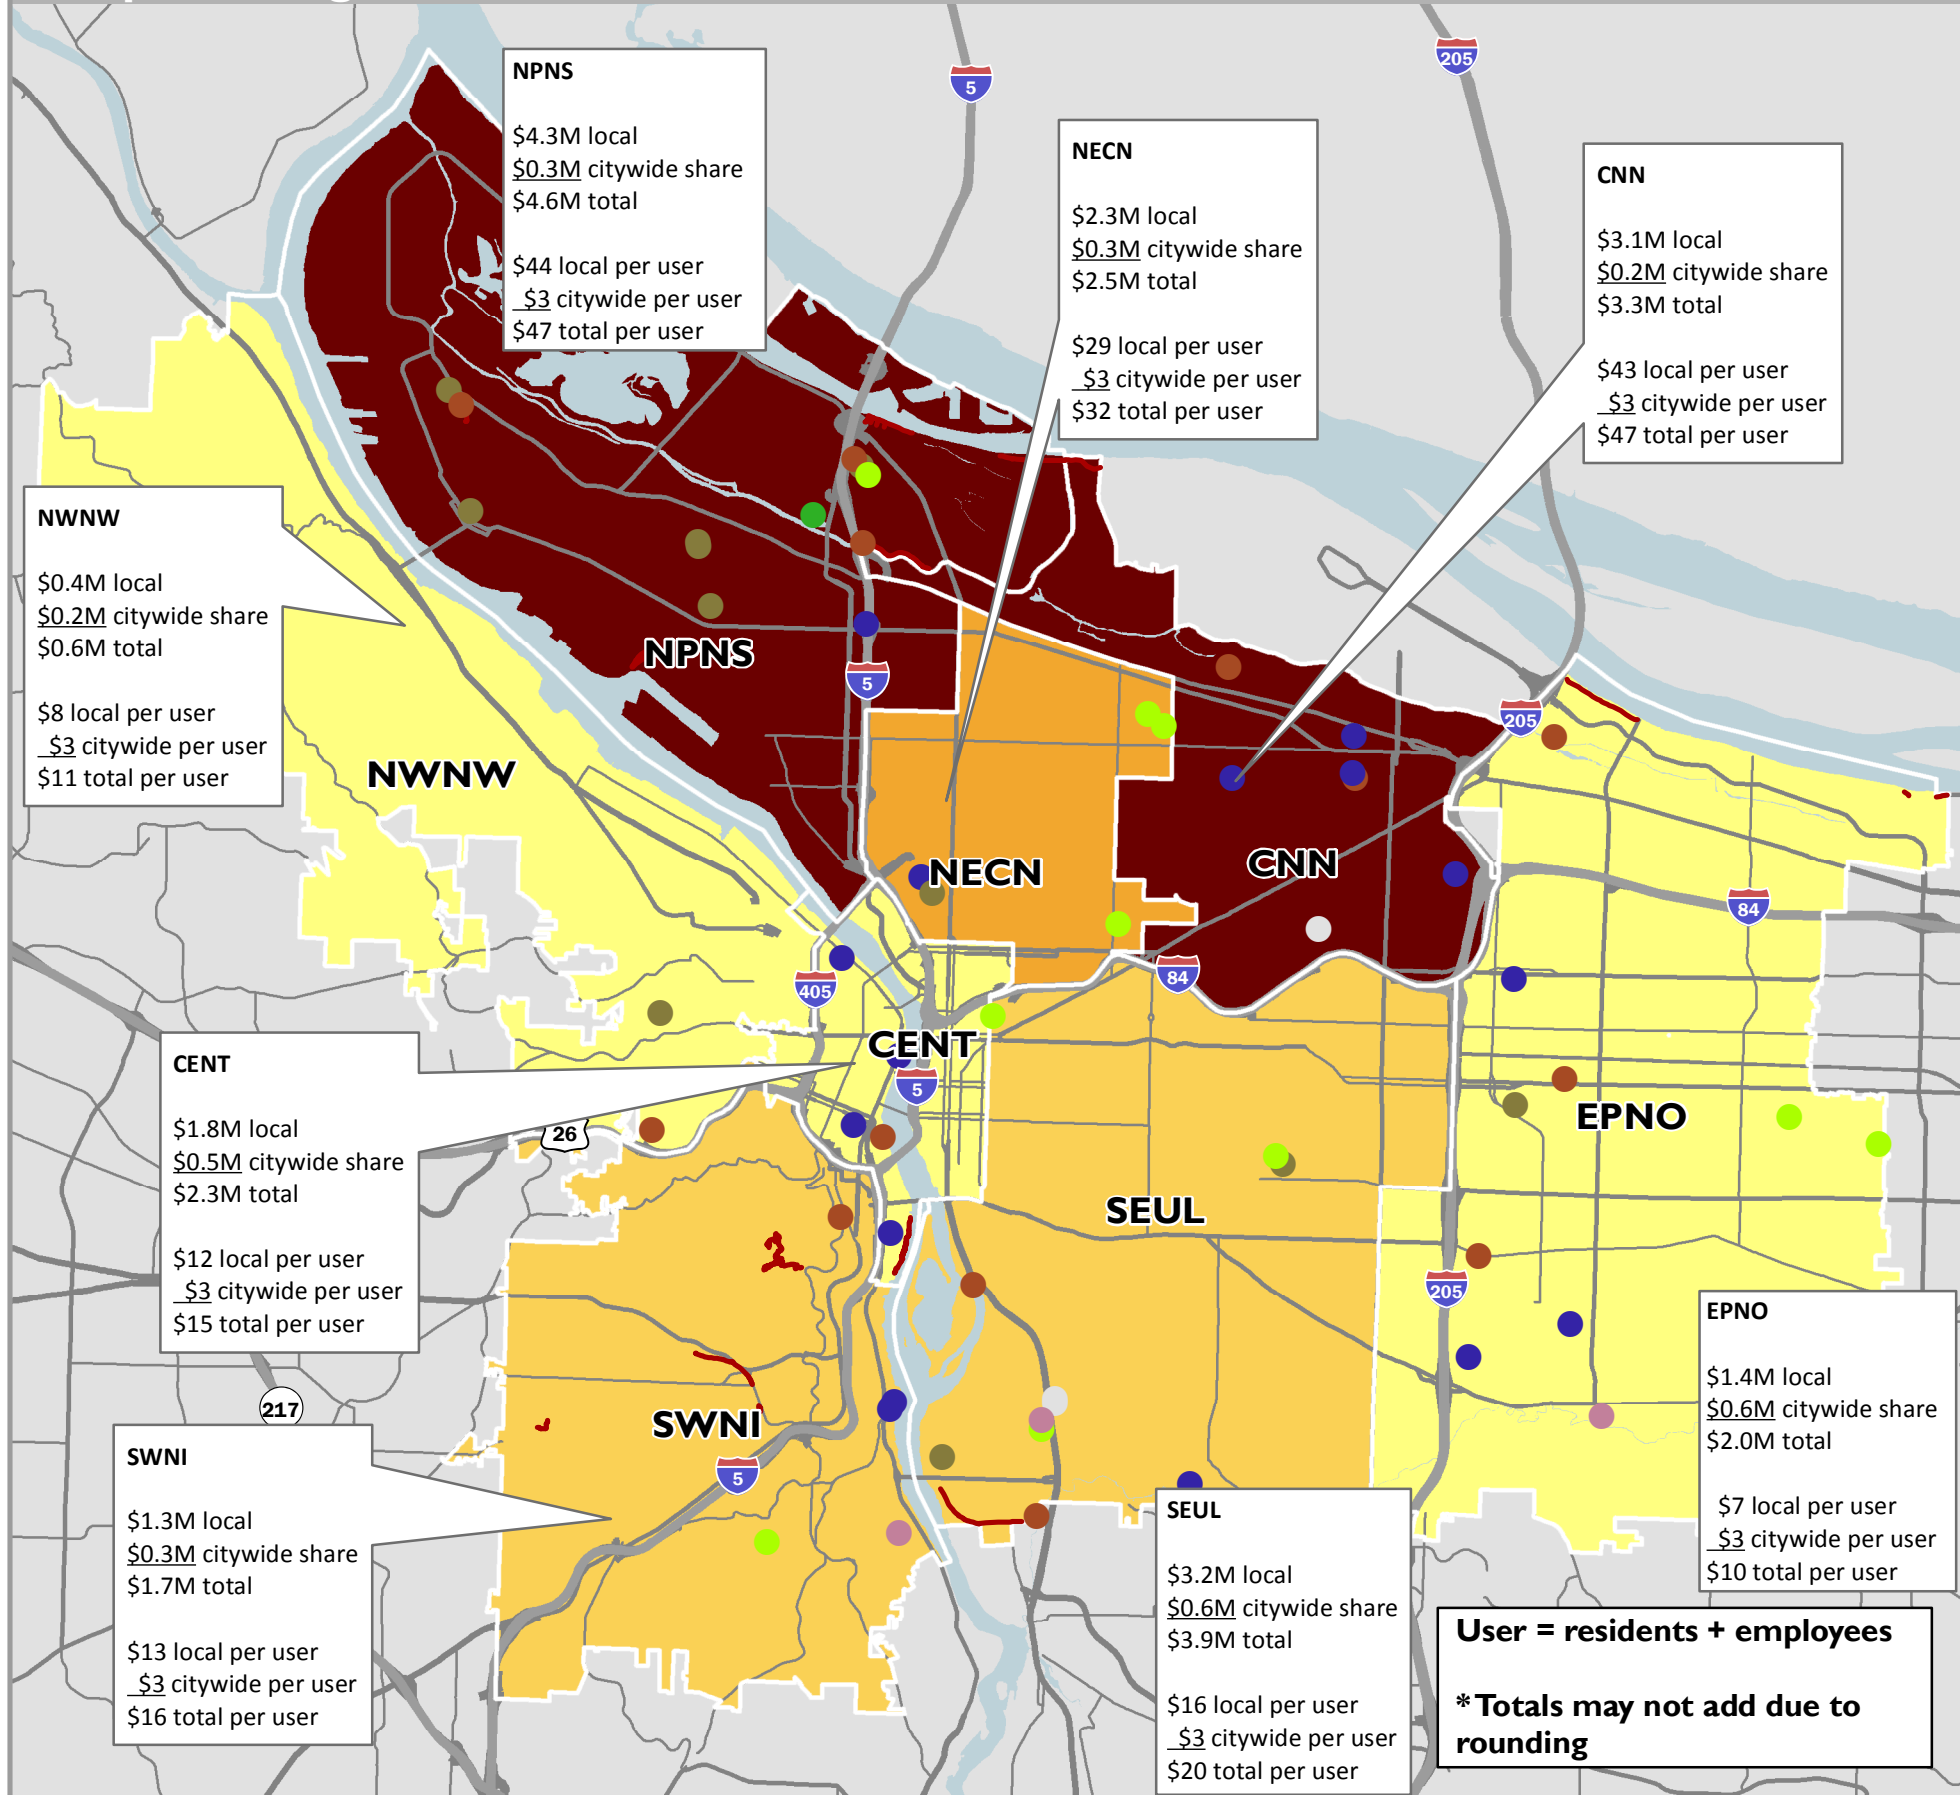 NPNS
$4.3M local
$0.3M citywide share
$4.6M total
$44 local per user
$3 citywide per user
$47 total per user
5
205
NECN
$2.3M local
$0.3M citywide share
$2.5M total
$29 local per user
$3 citywide per user
$32 total per user
CNN
$3.1M local
$0.2M citywide share
$3.3M total
$43 local per user
$3 citywide per user
$47 total per user
NWNW
$0.4M local
$0.2M citywide share
$0.6M total
$8 local per user
$3 citywide per user
$11 total per user
NPNS
5
205
NWNW
NECN
CNN
84
84
405
CENT
5
CENT
$1.8M local
$0.5M citywide share
$2.3M total
$12 local per user
$3 citywide per user
$15 total per user
26
EPNO
SEUL
205
217
SWNI
5
EPNO
$1.4M local
$0.6M citywide share
$2.0M total
$7 local per user
$3 citywide per user
$10 total per user
SWNI
$1.3M local
$0.3M citywide share
$1.7M total
$13 local per user
$3 citywide per user
$16 total per user
SEUL
$3.2M local
$0.6M citywide share
$3.9M total
$16 local per user
$3 citywide per user
$20 total per user
User = residents + employees
* Totals may not add due to
rounding